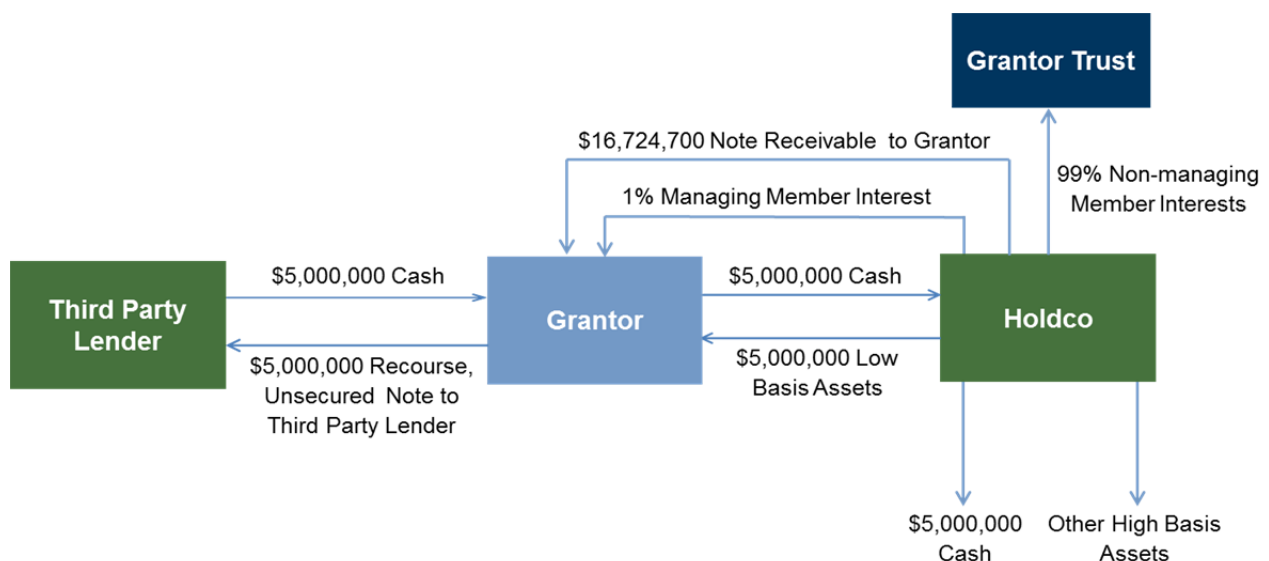 Grantor Trust
$16,724,700 Note Receivable to Grantor
1% Managing Member Interest
99% Non-managing
Member Interests
Third Party
Lender
$5,000,000 Cash
$5,000,000 Recourse,
Unsecured Note to
Third Party Lender
Grantor
$5,000,000 Cash
$5,000,000 Low
Basis Assets
Holdco
$5,000,000
Cash
Other High Basis
Assets